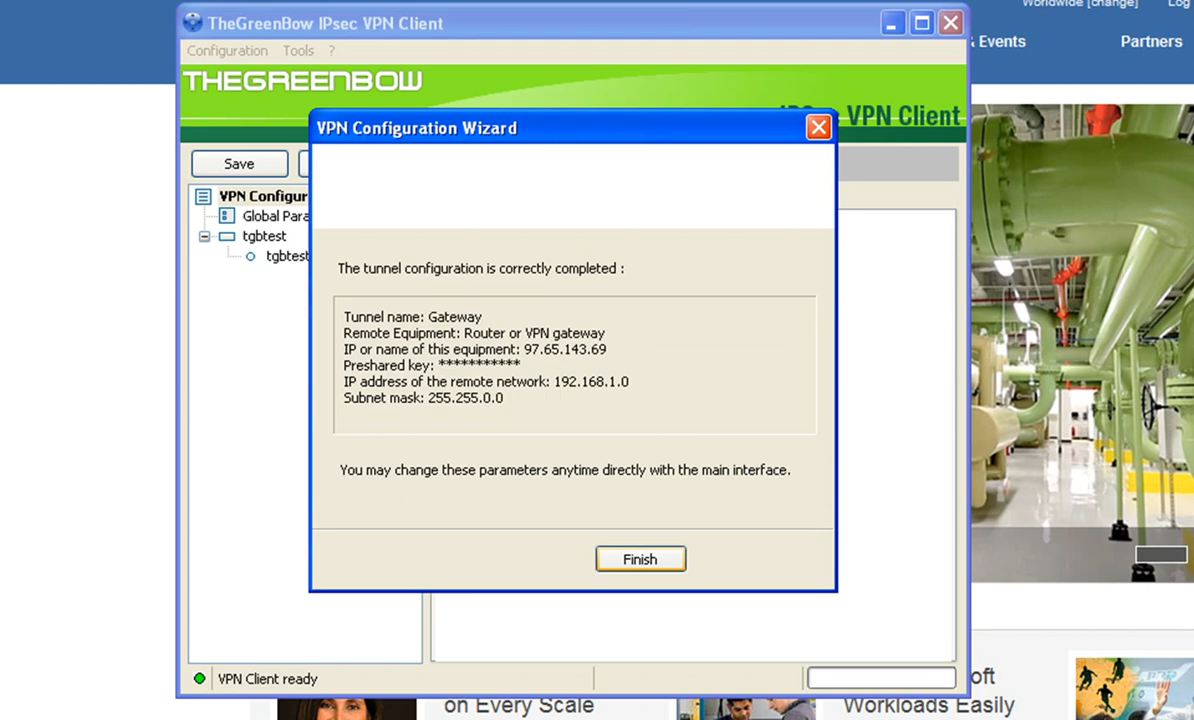 Worldwide [change] Log
TheGreenBow IPsec VPN Client
& Events
Partners
Configuration Tools ?
THEGREENBOW
VPN Client
VPN Configuration Wizard
Save
VPN Configur
Global Para
tgbtest
tgbtest
The tunnel configuration is correctly completed :
Tunnel name: Gateway
Remote Equipment: Router or VPN gateway
IP or name of this equipment: 97.65.143.69
Preshared key: ***********
IP address of the remote network: 192.168.1.0
Subnet mask: 255.255.0.0
You may change these parameters anytime directly with the main interface.
Finish
VPN Client ready
oft
on Every Scale
Workloads Easily